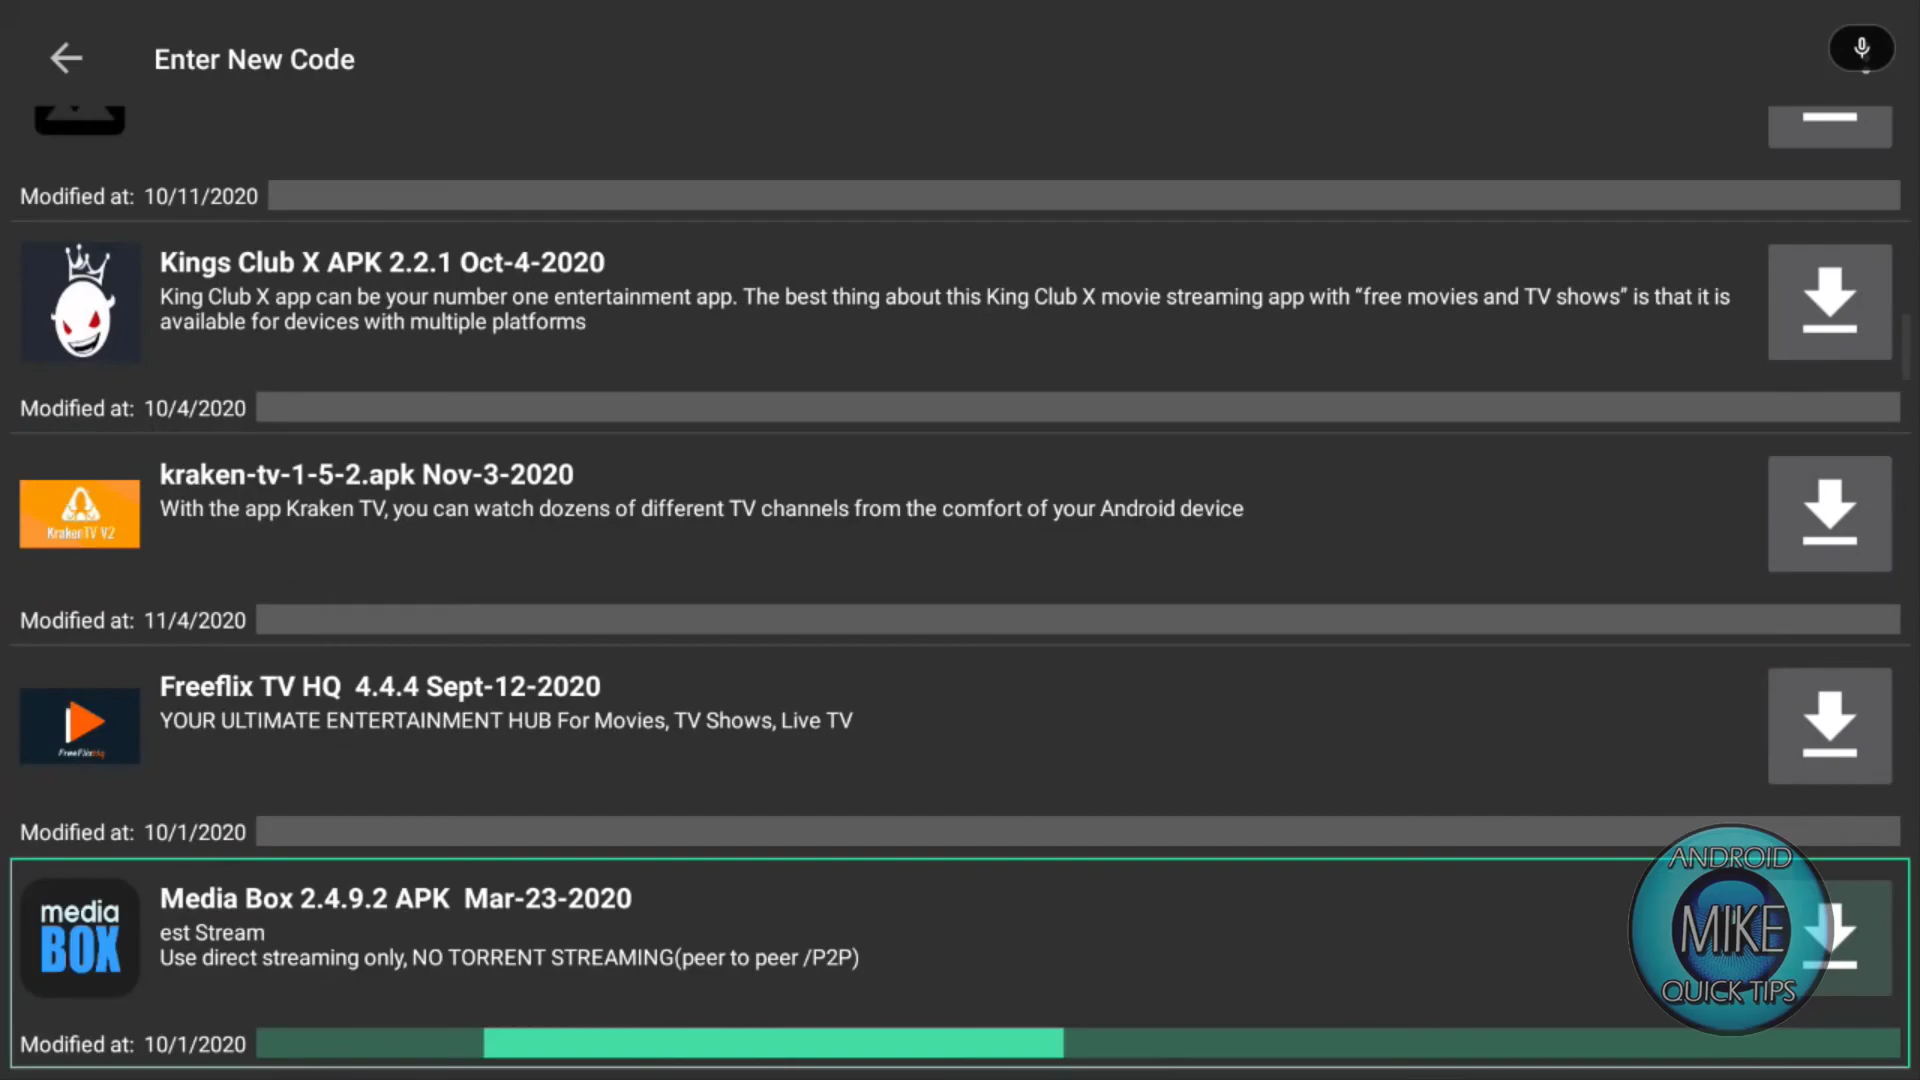 Enter New Code
Modified at: 10/11/2020
Kings Club X APK 2.2.1 Oct-4-2020
King Club X app can be your number one entertainment app. The best thing about this King Club X movie streaming app with “free movies and TV shows” is that it is
available for devices with multiple platforms
Modified at: 10/4/2020
kraken-tv-1-5-2.apk Nov-3-2020
With the app Kraken TV, you can watch dozens of different TV channels from the comfort of your Android device
KrakenTV V2
Modified at: 11/4/2020
Freeflix TV HQ 4.4.4 Sept-12-2020
YOUR ULTIMATE ENTERTAINMENT HUB For Movies, TV Shows, Live TV
FreeFlixHQ
Modified at: 10/1/2020
Media Box 2.4.9.2 APK Mar-23-2020
est Stream
Use direct streaming only, NO TORRENT STREAMING(peer to peer /P2P)
media
BOX
Modified at: 10/1/2020
ANDROID
MIKE
QUICK TIPS